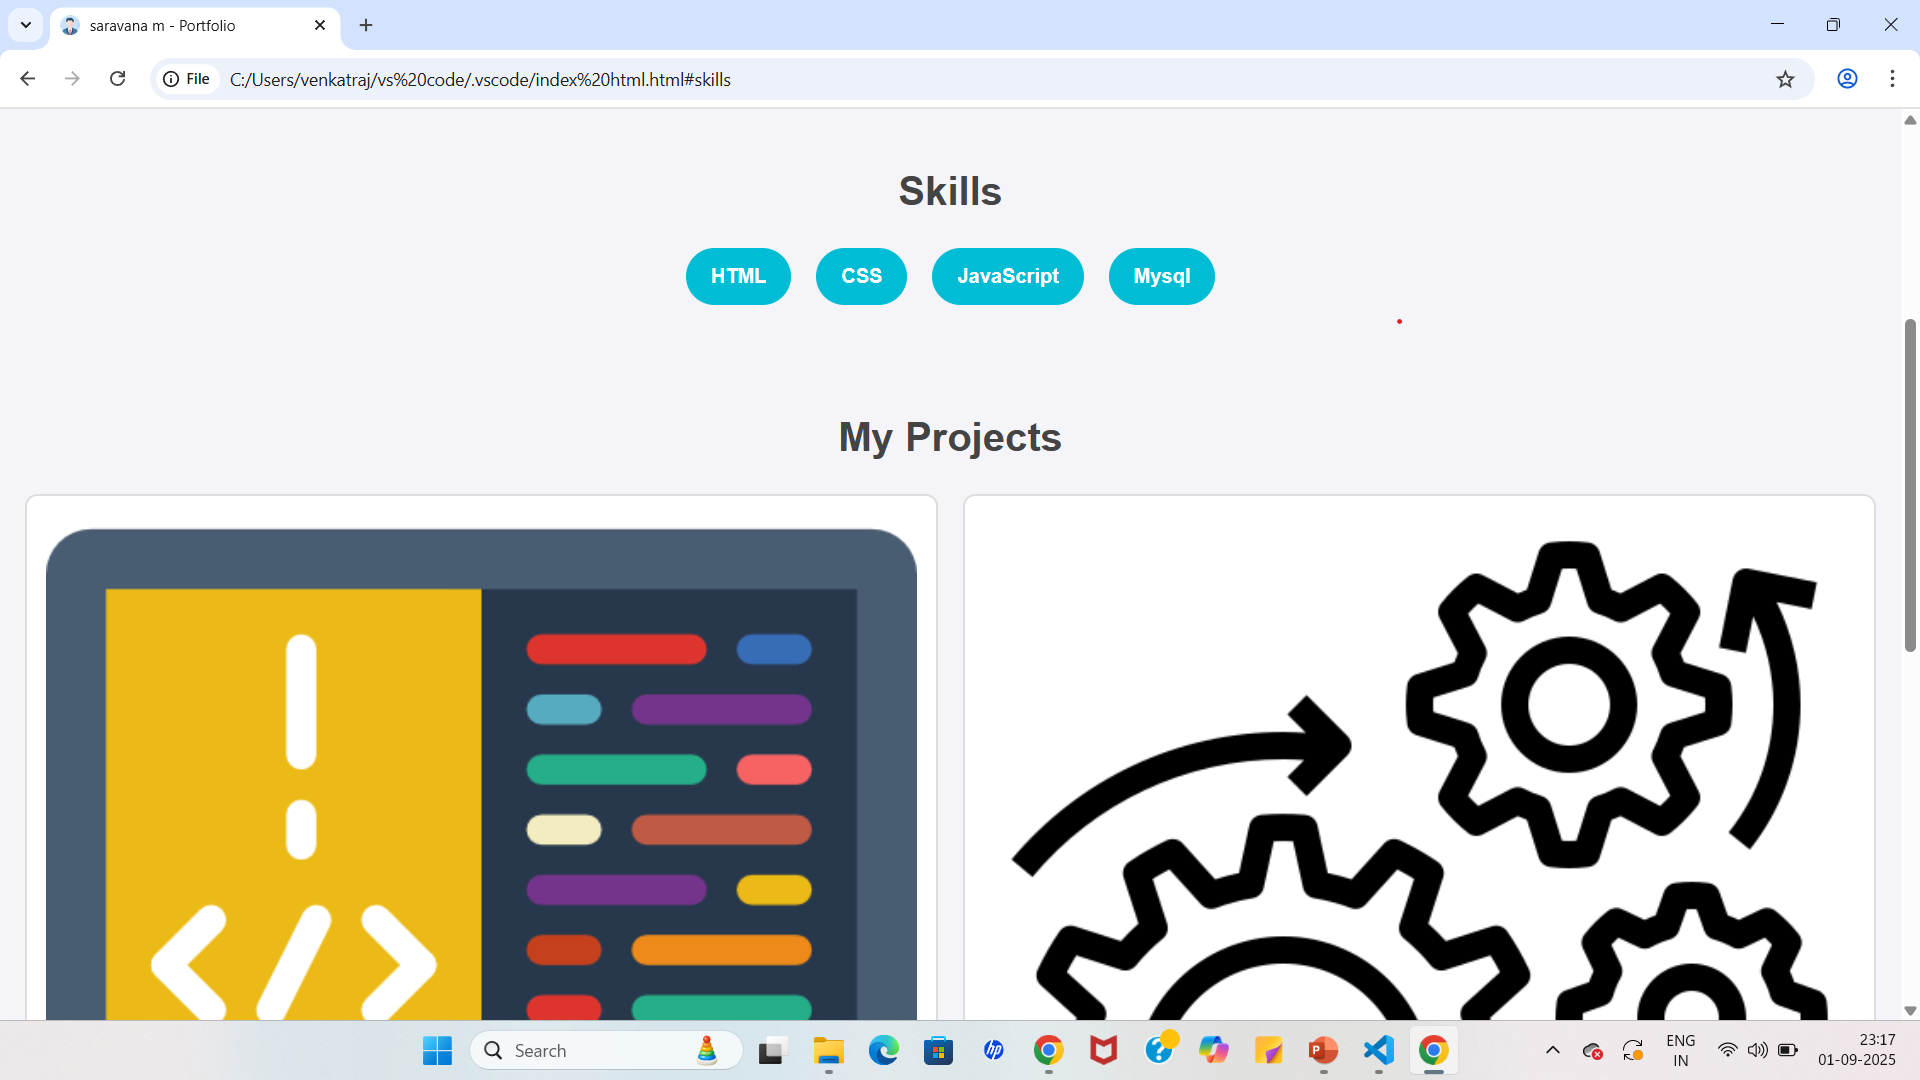 saravana m - Portfolio
File
C:/Users/venkatraj/vs%20code/.vscode/index%20html.html#skills
Skills
HTML CSS JavaScript Mysql
My Projects
</>
Search
hp
P
ENG
IN
23:17
01-09-2025